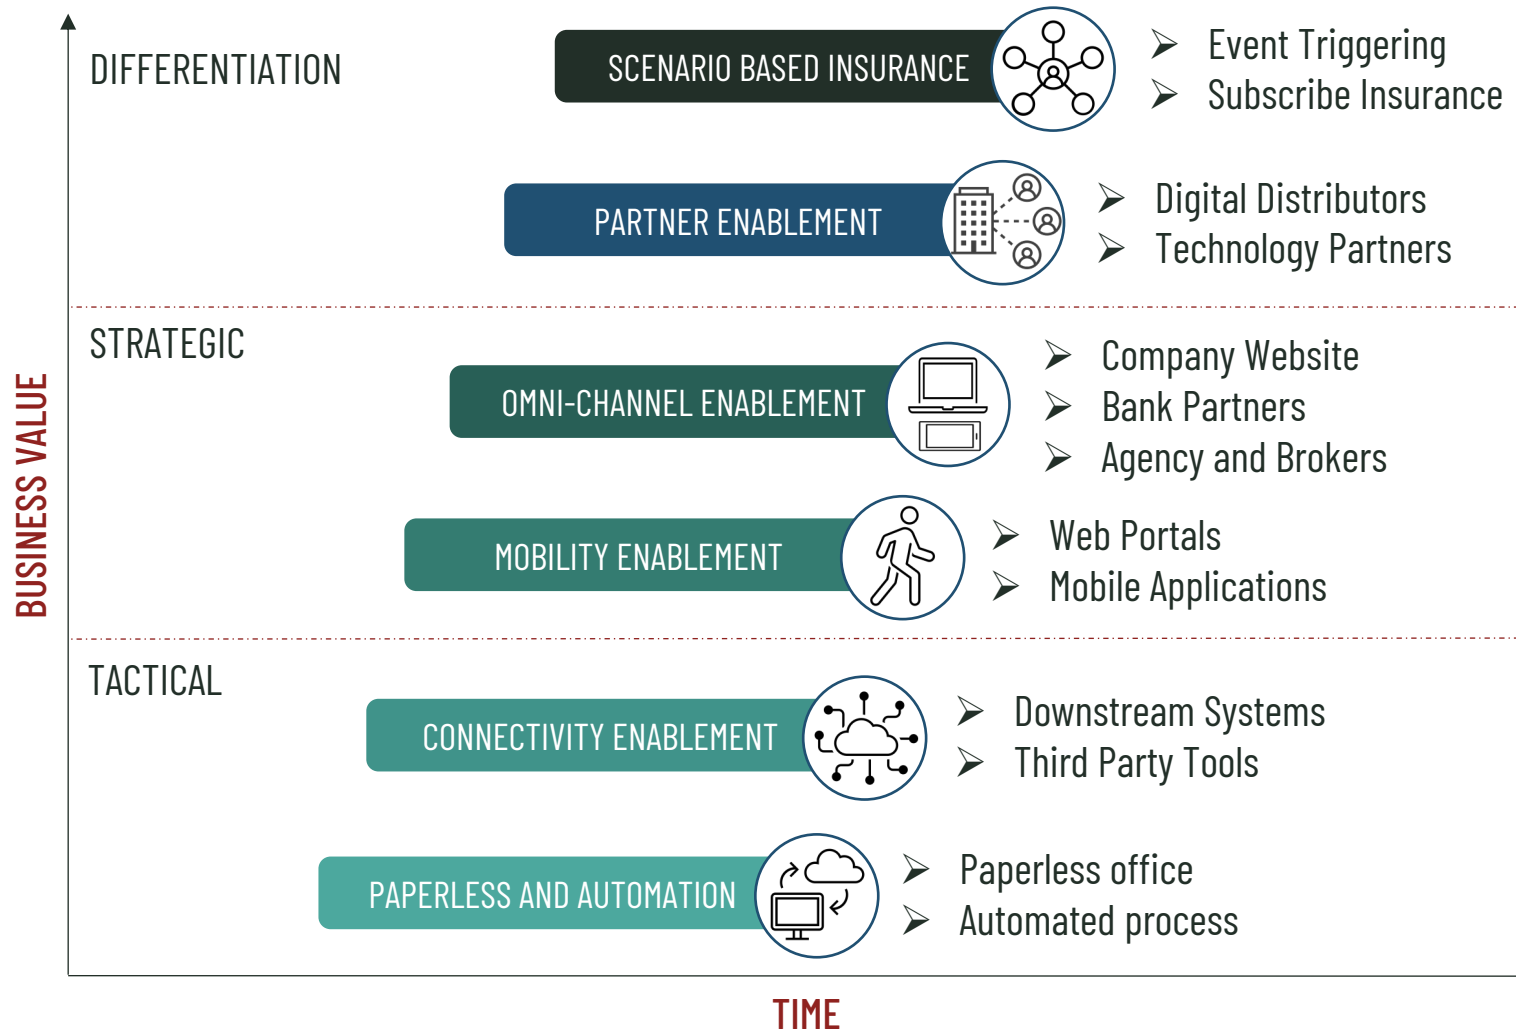 DIFFERENTIATION
SCENARIO BASED INSURANCE
Event Triggering
Subscribe Insurance
PARTNER ENABLEMENT
Digital Distributors
Technology Partners
STRATEGIC
OMNI-CHANNEL ENABLEMENT
Company Website
Bank Partners
Agency and Brokers
MOBILITY ENABLEMENT
Web Portals
Mobile Applications
BUSINESS VALUE
TACTICAL
CONNECTIVITY ENABLEMENT
Downstream Systems
Third Party Tools
PAPERLESS AND AUTOMATION
Paperless office
Automated process
TIME